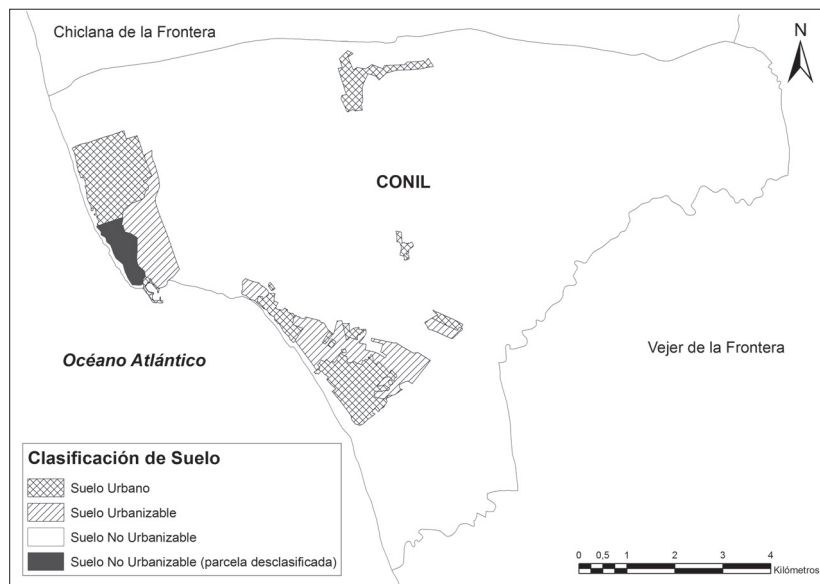 Chiclana de la Frontera
N
CONIL
Océano Atlántico
Vejer de la Frontera
Clasificación de Suelo
Suelo Urbano
Suelo Urbanizable
Suelo No Urbanizable
Suelo No Urbanizable (parcela desclasificada)
0 0,5 1 2 3 4
Kilómetros